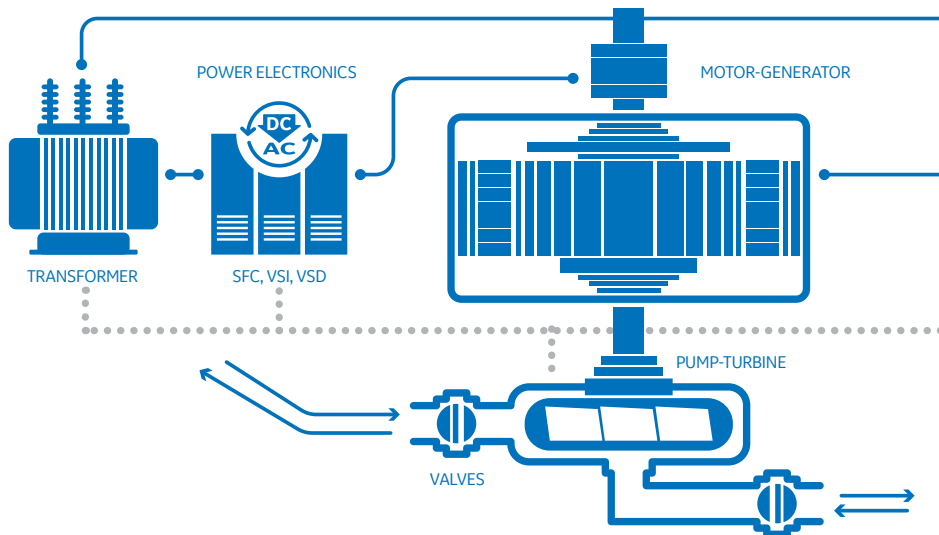 POWER ELECTRONICS
MOTOR-GENERATOR
DC
AC
TRANSFORMER
SFC, VSI, VSD
PUMP-TURBINE
VALVES